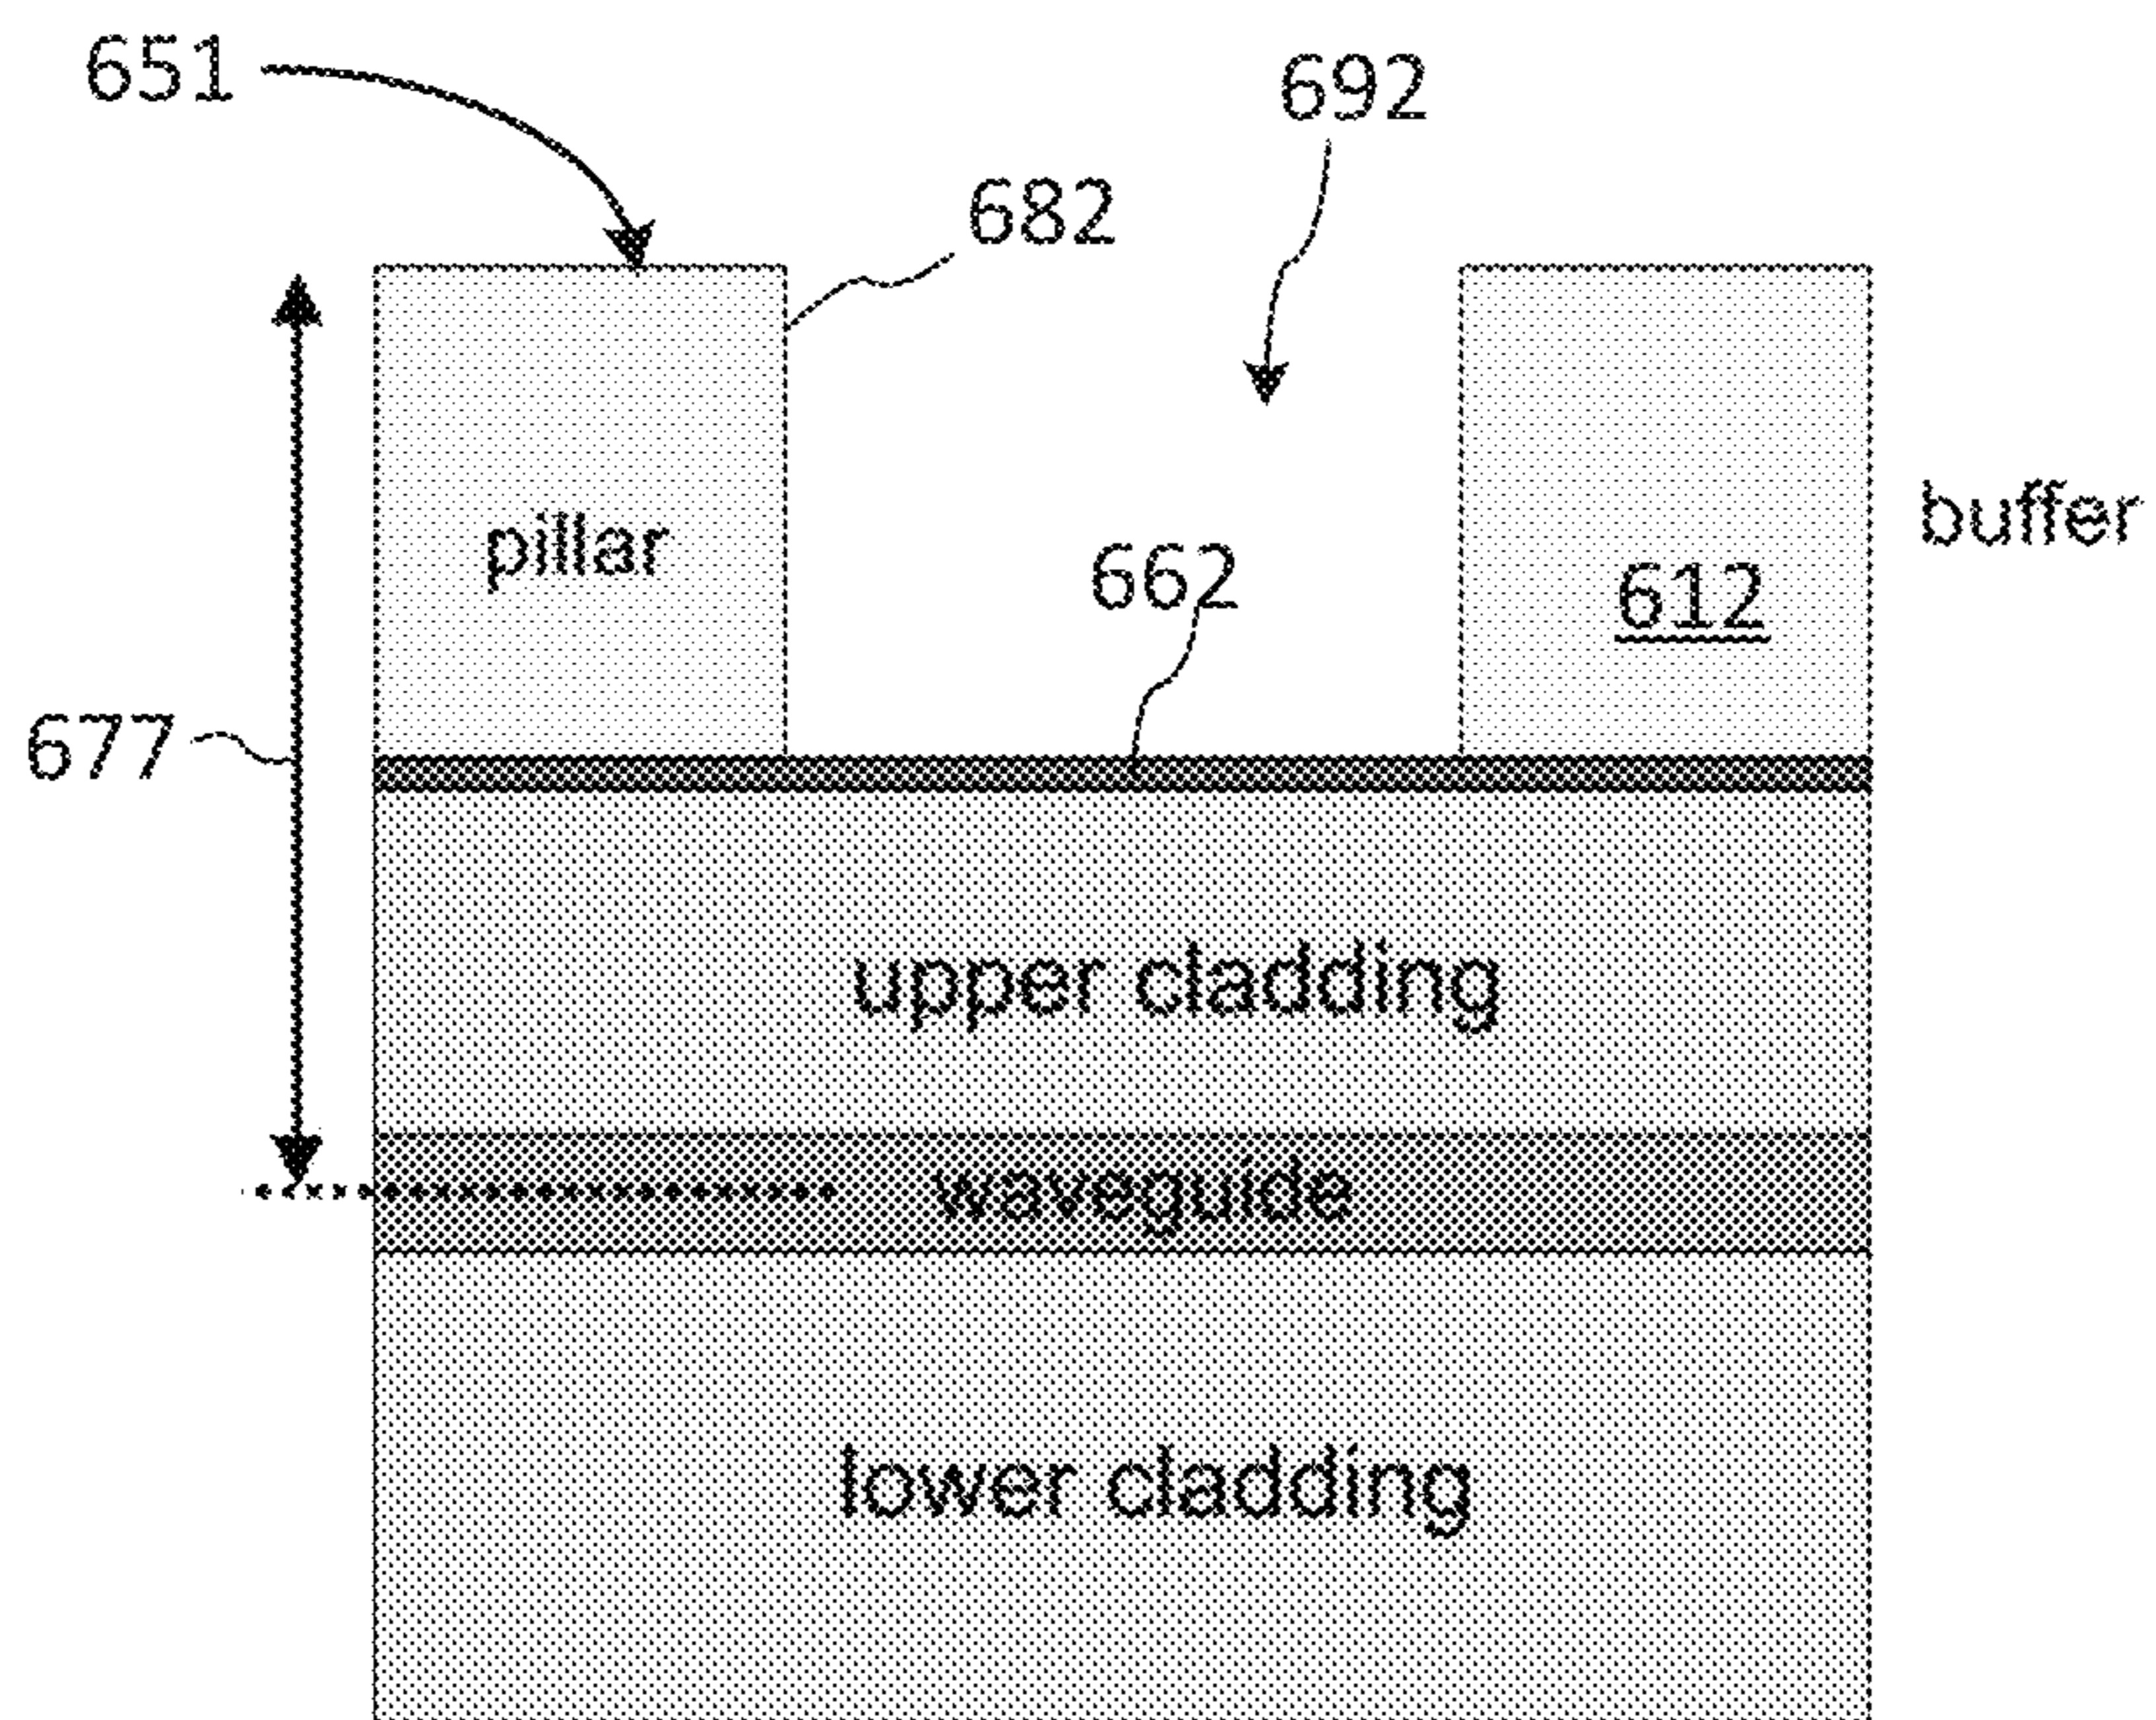 651
692
682
buffer
pillar
662
612
677
upper cladding
waveguide
lower cladding